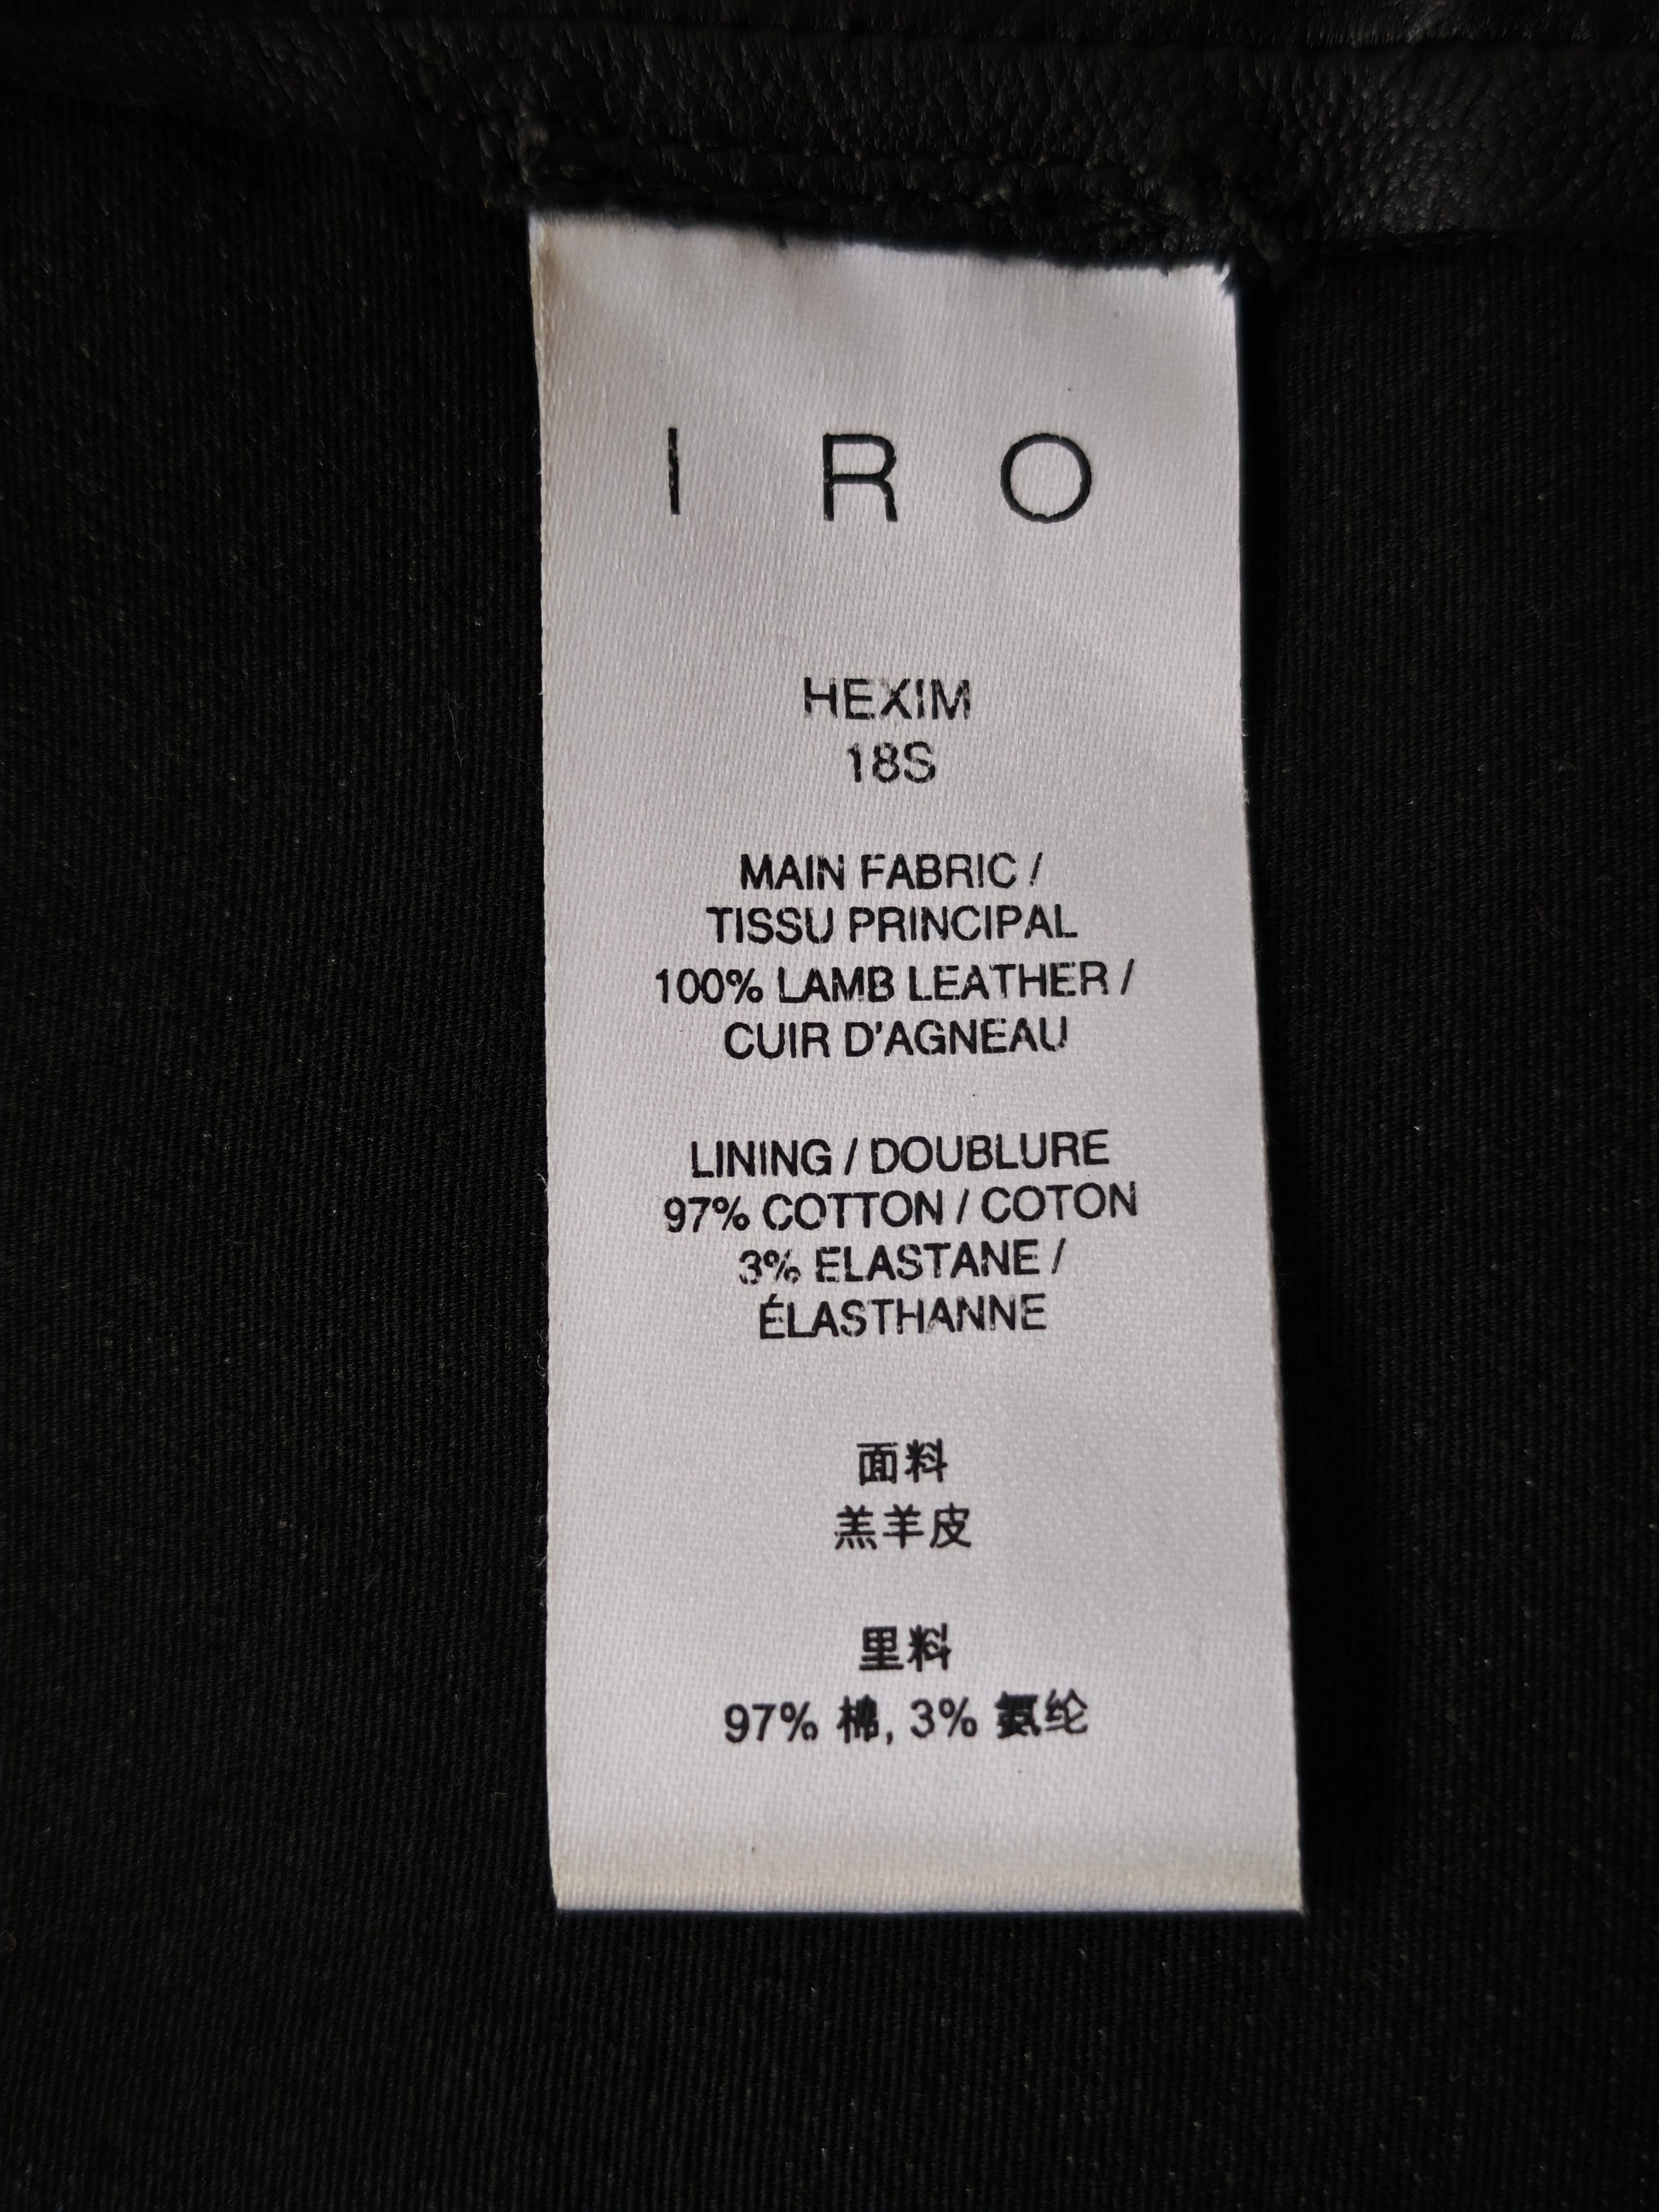 I R O
HEXIM
18S
MAIN FABRIC /
TISSU PRINCIPAL
100% LAMB LEATHER /
CUIR D'AGNEAU
LINING / DOUBLURE
97% COTTON / COTON
3% ELASTANE /
ÉLASTHANNE
面料
羔羊皮
里料
97% 棉, 3% 氨纶